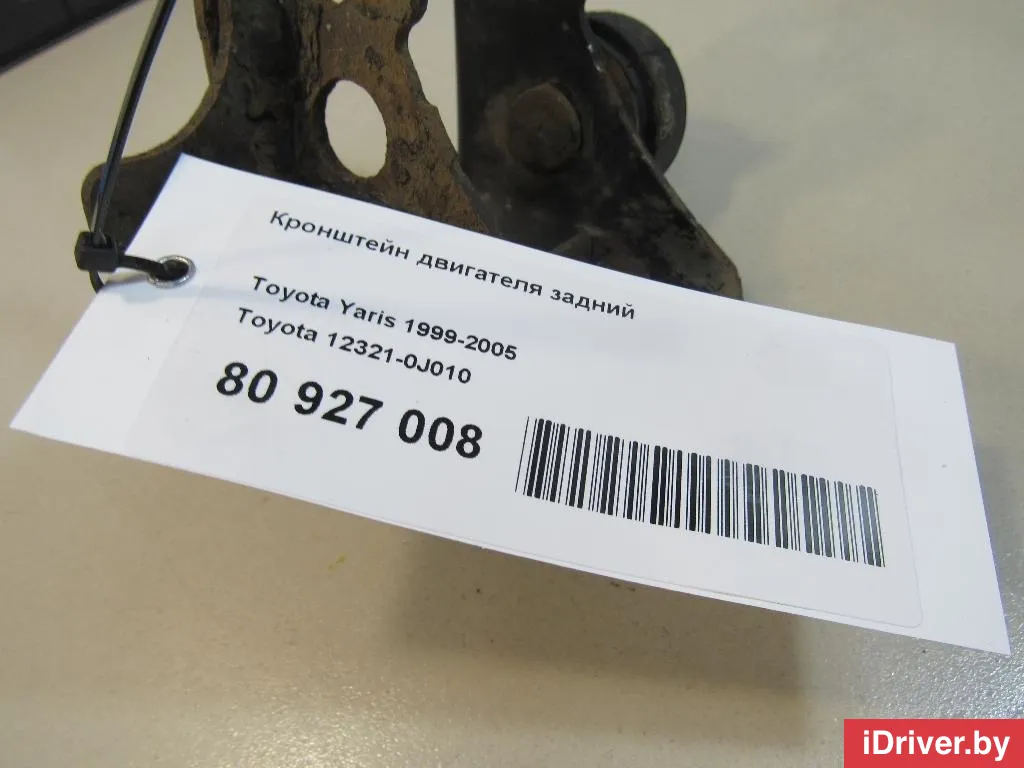 Кронштейн двигателя задний
Toyota Yaris 1999-2005
Toyota 12321-0J010
80 927 008
iDriver.by